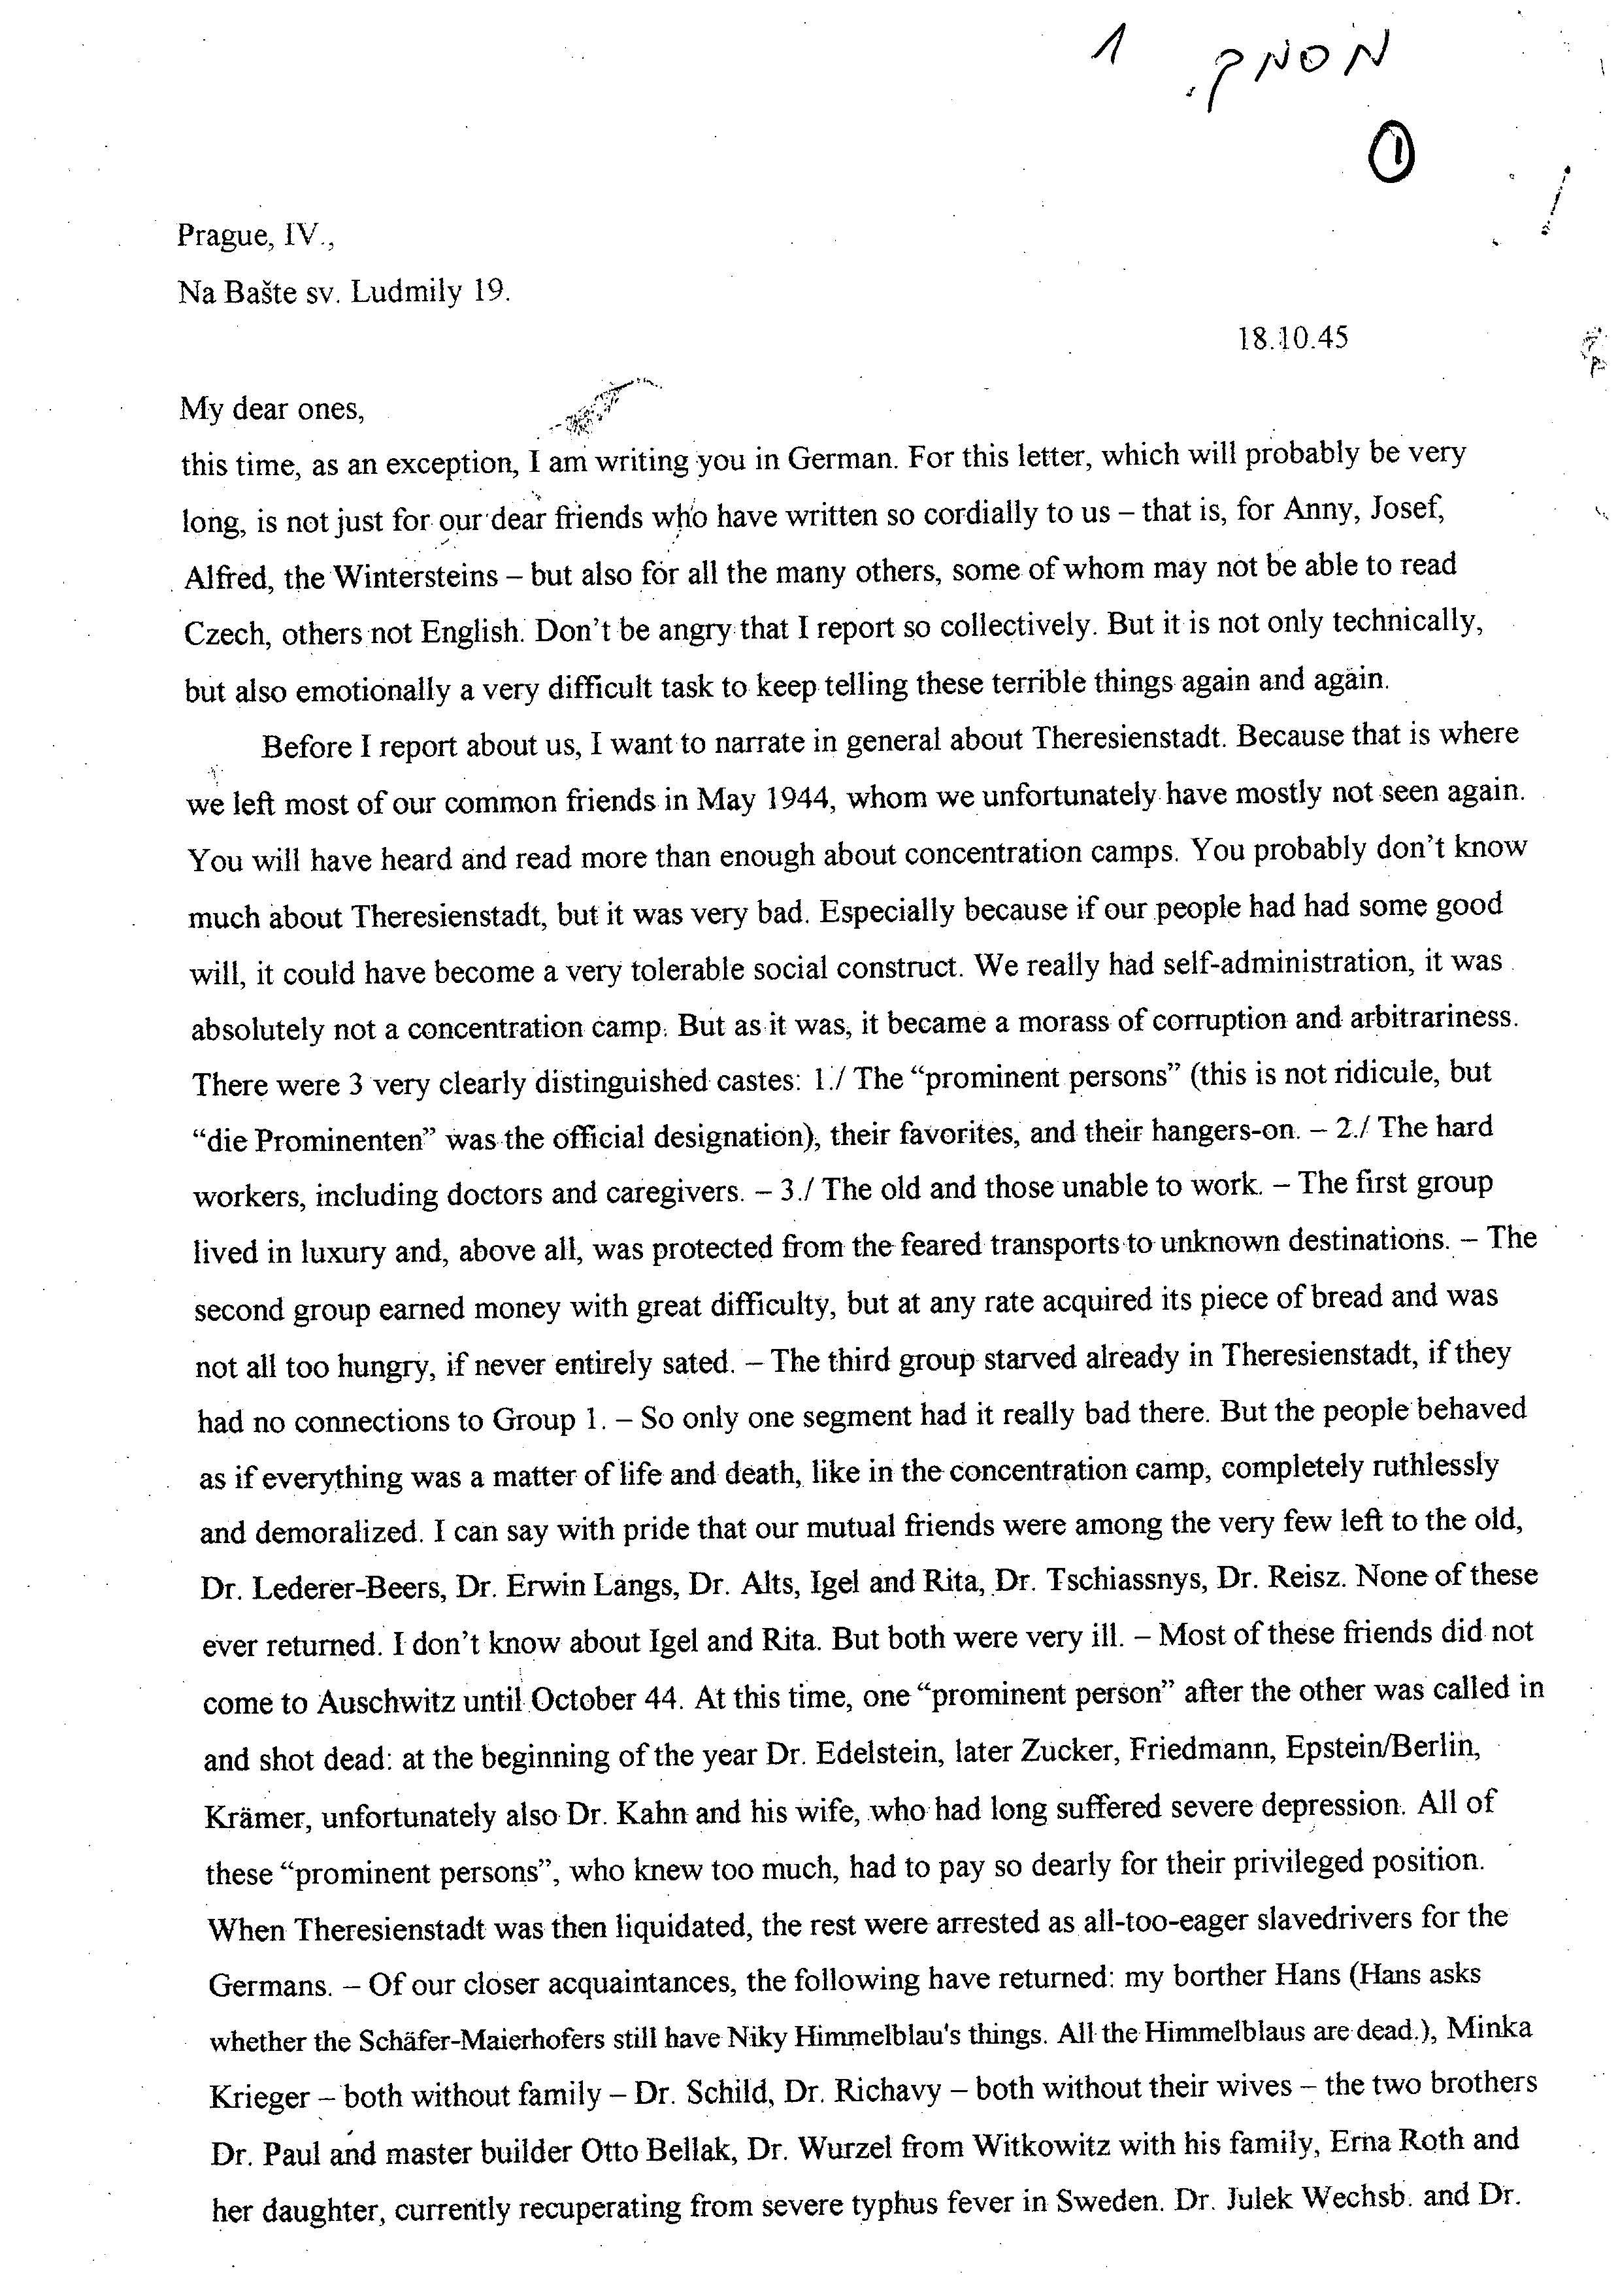 מסמך 1
1
Prague, IV.,
Na Bašte sv. Ludmily 19.
18.10.45
My dear ones,
this time, as an exception, I am writing you in German. For this letter, which will probably be very
long, is not just for our dear friends who have written so cordially to us – that is, for Anny, Josef,
Alfred, the Wintersteins – but also for all the many others, some of whom may not be able to read
Czech, others not English. Don't be angry that I report so collectively. But it is not only technically,
but also emotionally a very difficult task to keep telling these terrible things again and again.
Before I report about us, I want to narrate in general about Theresienstadt. Because that is where
we left most of our common friends in May 1944, whom we unfortunately have mostly not seen again.
You will have heard and read more than enough about concentration camps. You probably don't know
much about Theresienstadt, but it was very bad. Especially because if our people had had some good
will, it could have become a very tolerable social construct. We really had self-administration, it was
absolutely not a concentration camp. But as it was, it became a morass of corruption and arbitrariness.
There were 3 very clearly distinguished castes: 1./ The “prominent persons” (this is not ridicule, but
“die Prominenten” was the official designation), their favorites, and their hangers-on. – 2./ The hard
workers, including doctors and caregivers. – 3./ The old and those unable to work. – The first group
lived in luxury and, above all, was protected from the feared transports to unknown destinations. – The
second group earned money with great difficulty, but at any rate acquired its piece of bread and was
not all too hungry, if never entirely sated. – The third group starved already in Theresienstadt, if they
had no connections to Group 1. – So only one segment had it really bad there. But the people behaved
as if everything was a matter of life and death, like in the concentration camp, completely ruthlessly
and demoralized. I can say with pride that our mutual friends were among the very few left to the old,
Dr. Lederer-Beers, Dr. Erwin Langs, Dr. Alts, Igel and Rita, Dr. Tschiassnys, Dr. Reisz. None of these
ever returned. I don't know about Igel and Rita. But both were very ill. – Most of these friends did not
come to Auschwitz until October 44. At this time, one “prominent person” after the other was called in
and shot dead: at the beginning of the year Dr. Edelstein, later Zucker, Friedmann, Epstein/Berlin,
Krämer, unfortunately also Dr. Kahn and his wife, who had long suffered severe depression. All of
these “prominent persons”, who knew too much, had to pay so dearly for their privileged position.
When Theresienstadt was then liquidated, the rest were arrested as all-too-eager slavedrivers for the
Germans. – Of our closer acquaintances, the following have returned: my borther Hans (Hans asks
whether the Schäfer-Maierhofers still have Niky Himmelblau's things. All the Himmelblaus are dead.), Minka
Krieger – both without family – Dr. Schild, Dr. Richavy – both without their wives – the two brothers
Dr. Paul and master builder Otto Bellak, Dr. Wurzel from Witkowitz with his family, Erna Roth and
her daughter, currently recuperating from severe typhus fever in Sweden. Dr. Julek Wechsb. and Dr.